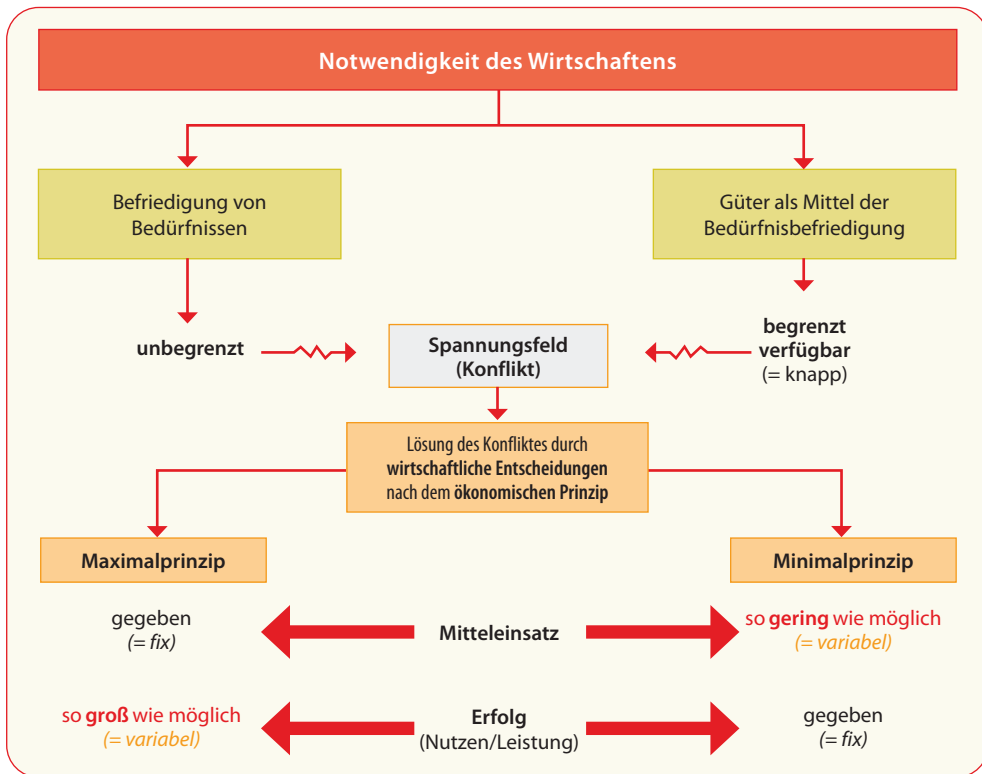 Notwendigkeit des Wirtschaftens
Befriedigung von
Bedürfnissen
Güter als Mittel der
Bedürfnisbefriedigung
unbegrenzt
Spannungsfeld
(Konflikt)
begrenzt
verfügbar
(= knapp)
Lösung des Konfliktes durch
wirtschaftliche Entscheidungen
nach dem ökonomischen Prinzip
Maximalprinzip
Minimalprinzip
gegeben
(= fix)
Mitteleinsatz
so gering wie möglich
(= variabel)
so groß wie möglich
(= variabel)
Erfolg
(Nutzen/Leistung)
gegeben
(= fix)